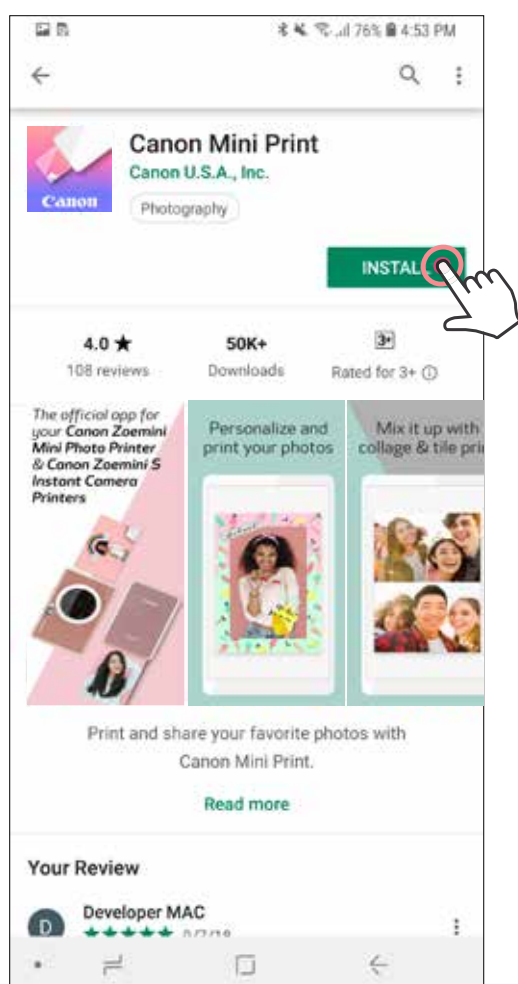 76% 4:53 PM
Canon Mini Print
Canon U.S.A., Inc.
Canon
Photography
INSTALL
4.0 ★
50K+
3+
108 reviews
Downloads
Rated for 3+
The official app for
your Canon Zoemini
Mini Photo Printer
& Canon Zoemini S
Instant Camera
Printers
Personalize and
print your photos
Mix it up with
collage & tile pri
Print and share your favorite photos with
Canon Mini Print.
Read more
Your Review
D
Developer MAC
★★★★★